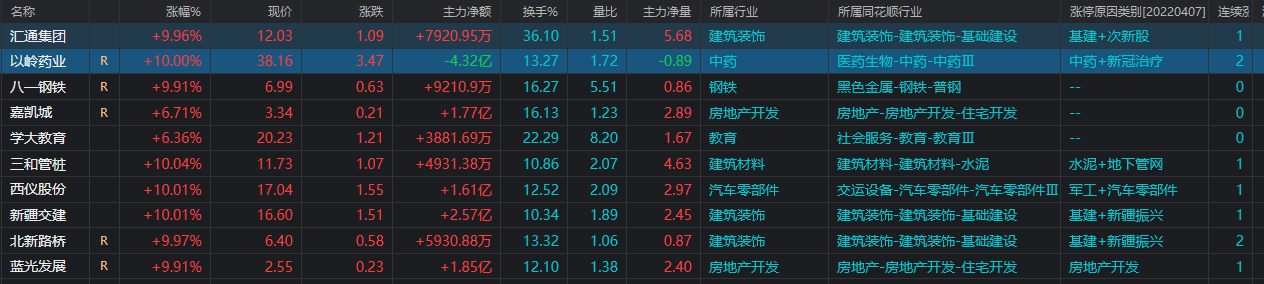 涨幅% 现价 涨跌 主力净额 换手% 量比 主力净量 所属行业 所属同花顺行业 涨停原因类别[20220407] 连续涨
汇通集团 +9.96% 12.03 1.09 +7920.95万 36.10 1.51 5.68 建筑装饰 建筑装饰-建筑装饰-基础建设 基建+次新股 1
以岭药业 R +10.00% 38.16 3.47 -4.32亿 13.27 1.72 -0.89 中药 医药生物-中药-中药Ⅲ 中药+新冠治疗 2
八一钢铁 R +9.91% 6.99 0.63 +9210.9万 16.27 5.51 0.86 钢铁 黑色金属-钢铁-普钢 -- 0
嘉凯城 R +6.71% 3.34 0.21 +1.77亿 16.13 1.23 2.89 房地产开发 房地产-房地产开发-住宅开发 -- 0
学大教育 +6.36% 20.23 1.21 +3881.69万 22.29 8.20 1.67 教育 社会服务-教育-教育Ⅲ -- 0
三和管桩 +10.04% 11.73 1.07 +4931.38万 10.86 2.07 4.63 建筑材料 建筑材料-建筑材料-水泥 水泥+地下管网 1
西仪股份 +10.01% 17.04 1.55 +1.61亿 12.52 2.09 2.97 汽车零部件 交运设备-汽车零部件-汽车零部件Ⅲ 军工+汽车零部件 1
新疆交建 +10.01% 16.60 1.51 +2.57亿 10.34 1.89 2.45 建筑装饰 建筑装饰-建筑装饰-基础建设 基建+新疆振兴 1
北新路桥 R +9.97% 6.40 0.58 +5930.88万 13.32 1.06 0.87 建筑装饰 建筑装饰-建筑装饰-基础建设 基建+新疆振兴 2
蓝光发展 R +9.91% 2.55 0.23 +1.85亿 12.10 1.38 2.40 房地产开发 房地产-房地产开发-住宅开发 房地产开发 1